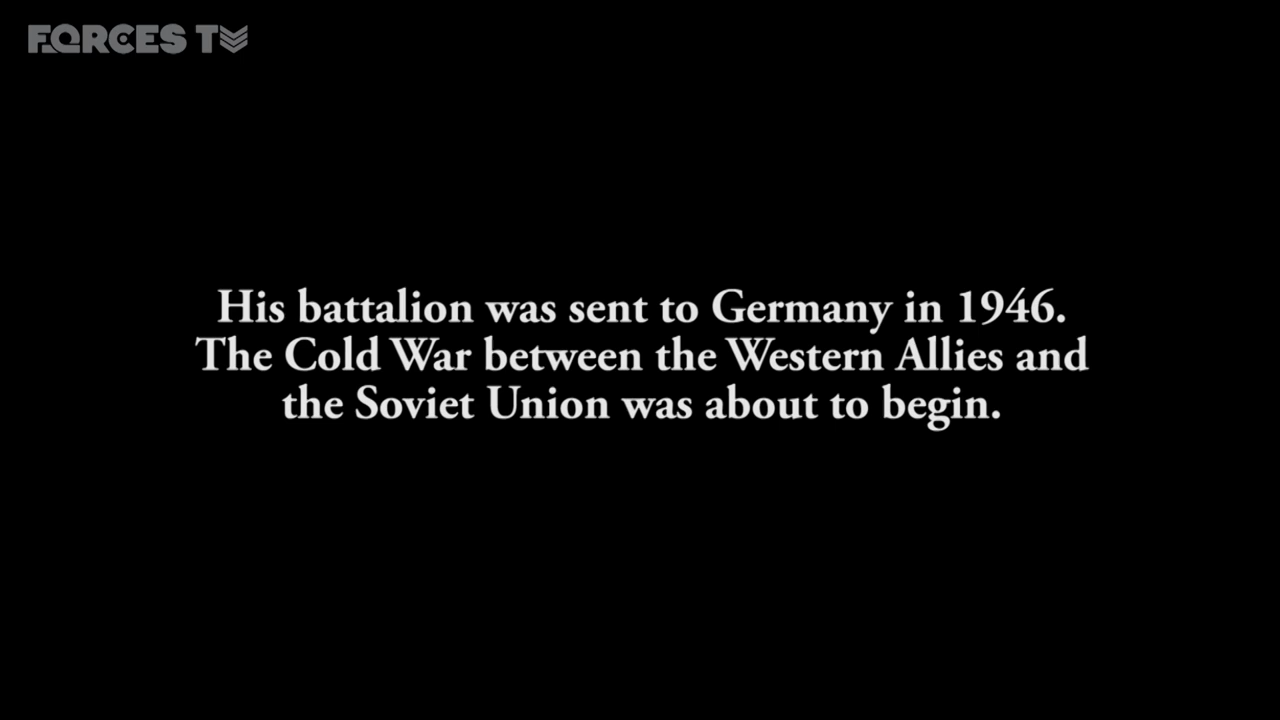 FORCES TV
His battalion was sent to Germany in 1946.
The Cold War between the Western Allies and
the Soviet Union was about to begin.